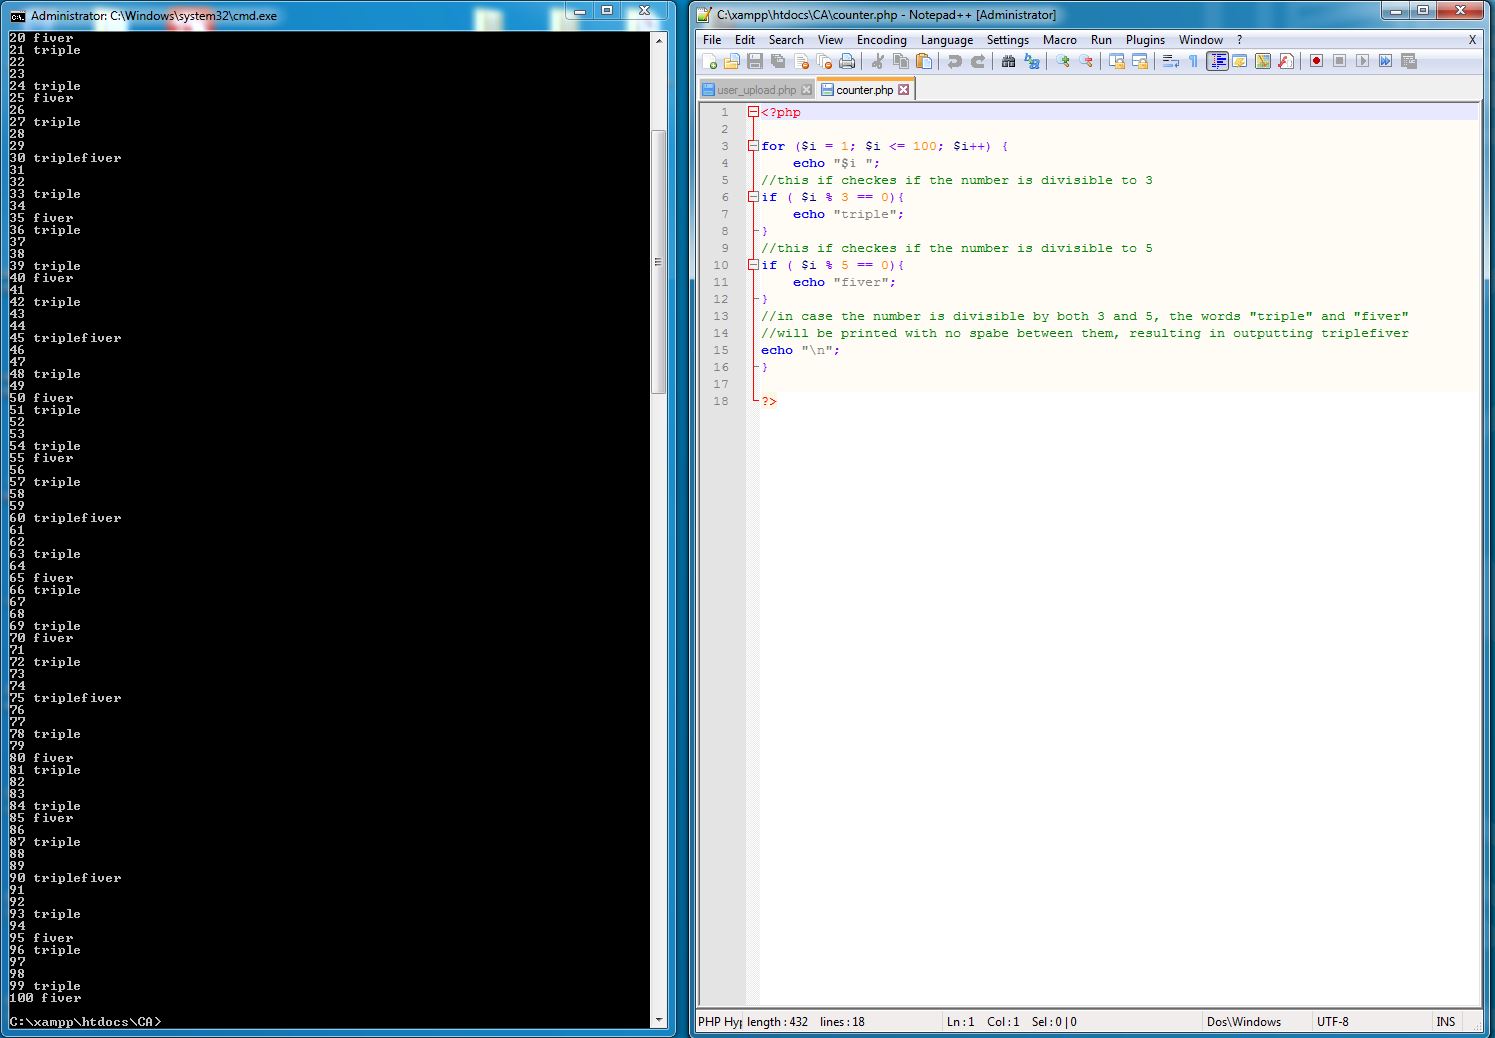 Administrator: C:\Windows\system32\cmd.exe
20 fiver
21 triple
22
23
24 triple
25 fiver
26
27 triple
28
29
30 triplefiver
31
32
33 triple
34
35 fiver
36 triple
37
38
39 triple
40 fiver
41
42 triple
43
44
45 triplefiver
46
47
48 triple
49
50 fiver
51 triple
52
53
54 triple
55 fiver
56
57 triple
58
59
60 triplefiver
61
62
63 triple
64
65 fiver
66 triple
67
68
69 triple
70 fiver
71
72 triple
73
74
75 triplefiver
76
77
78 triple
79
80 fiver
81 triple
82
83
84 triple
85 fiver
86
87 triple
88
89
90 triplefiver
91
92
93 triple
94
95 fiver
96 triple
97
98
99 triple
100 fiver
C:\xampp\htdocs\CA>
C:\xampp\htdocs\CA\counter.php - Notepad++ [Administrator]
File Edit Search View Encoding Language Settings Macro Run Plugins Window ? X
user_upload.php counter.php
1 <?php
2
3 for ($i = 1; $i <= 100; $i++) {
4 echo "$i ";
5 //this if checkes if the number is divisible to 3
6 if ( $i % 3 == 0){
7 echo "triple";
8 }
9 //this if checkes if the number is divisible to 5
10 if ( $i % 5 == 0){
11 echo "fiver";
12 }
13 //in case the number is divisible by both 3 and 5, the words "triple" and "fiver"
14 //will be printed with no spabe between them, resulting in outputting triplefiver
15 echo "\n";
16 }
17
18 ?>
PHP Hyp length : 432 lines : 18 Ln : 1 Col : 1 Sel : 0 | 0 Dos\Windows UTF-8 INS